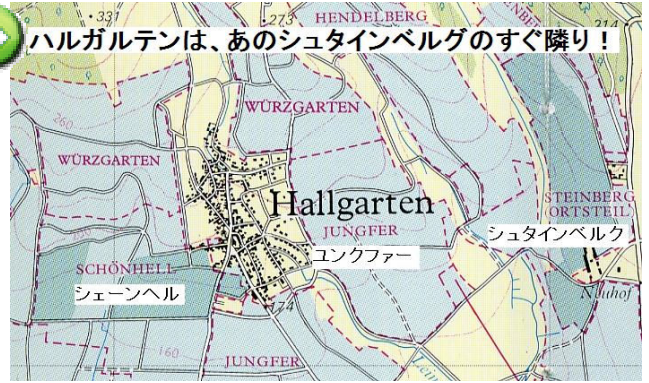 ・331
・273
HENDELBERG
314
ハルガルテンは、あのシュタインベルグのすぐ隣り！
WÜRZGARTEN
260
WÜRZGARTEN
Hallgarten
STEINBERG
(ORTSTEIL)
JUNGFER
シュタインベルク
ユンクファー
SCHÖNHELL
シェーンヘル
Neuhof
174
160
JUNGFER